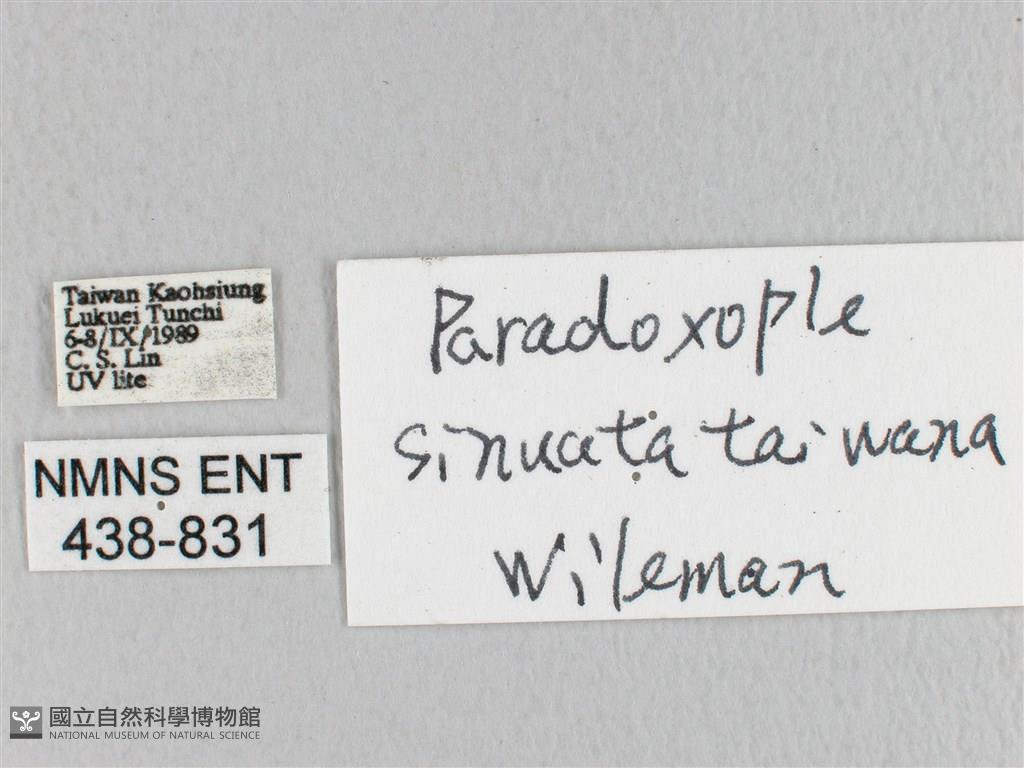 Taiwan Kaohsiung
Lukuei Tunchi
6-8/IX/1989
C. S. Lin
UV lite
NMNS ENT
438-831
Paradoxople
sinuata taiwana
Wileman
國立自然科學博物館
NATIONAL MUSEUM OF NATURAL SCIENCE